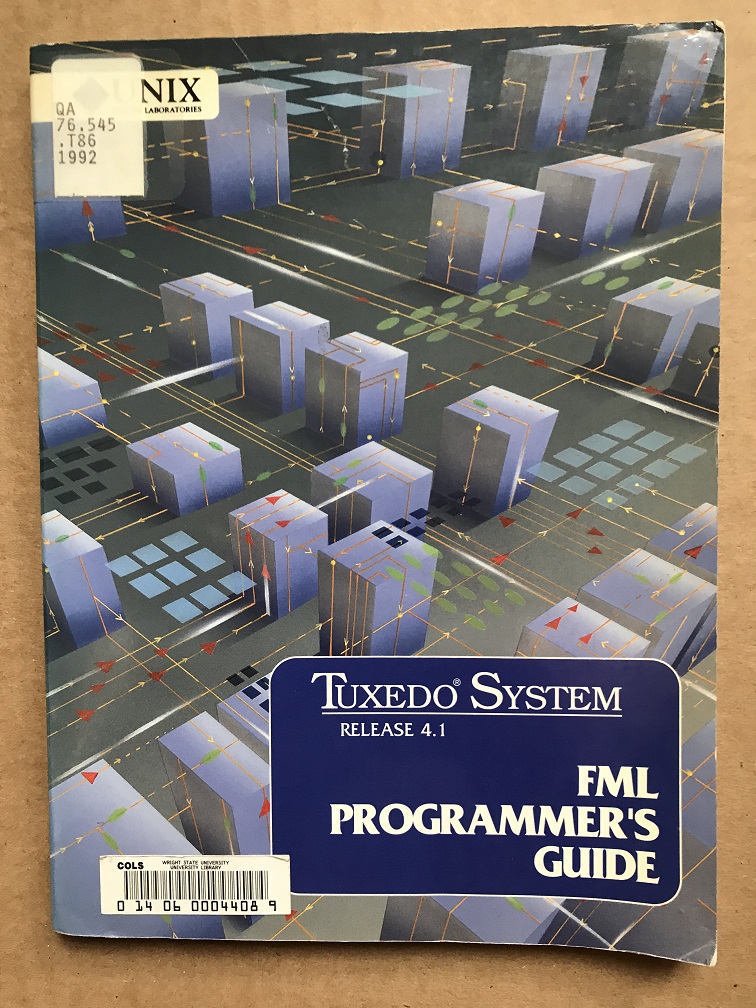 UNIX
LABORATORIES
QA
76.545
.T86
1992
TUXEDO® SYSTEM
RELEASE 4.1
FML
PROGRAMMER'S
GUIDE
COLS
WRIGHT STATE UNIVERSITY
UNIVERSITY LIBRARY
0 14 06 0004408 9